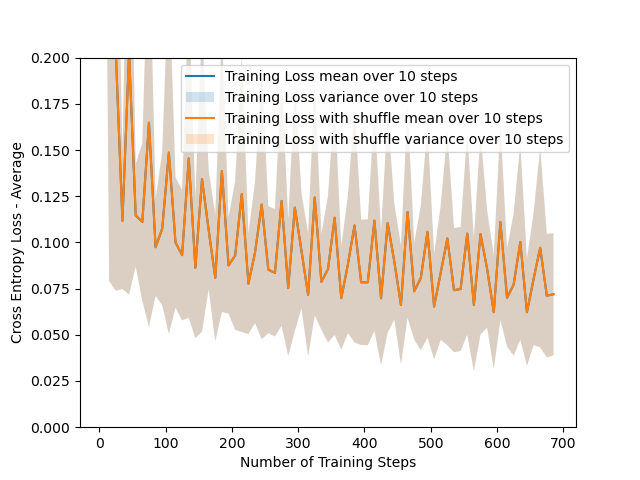 Training Loss mean over 10 steps
Training Loss variance over 10 steps
Training Loss with shuffle mean over 10 steps
Training Loss with shuffle variance over 10 steps
Cross Entropy Loss - Average
0.200
0.175
0.150
0.125
0.100
0.075
0.050
0.025
0.000
0 100 200 300 400 500 600 700
Number of Training Steps